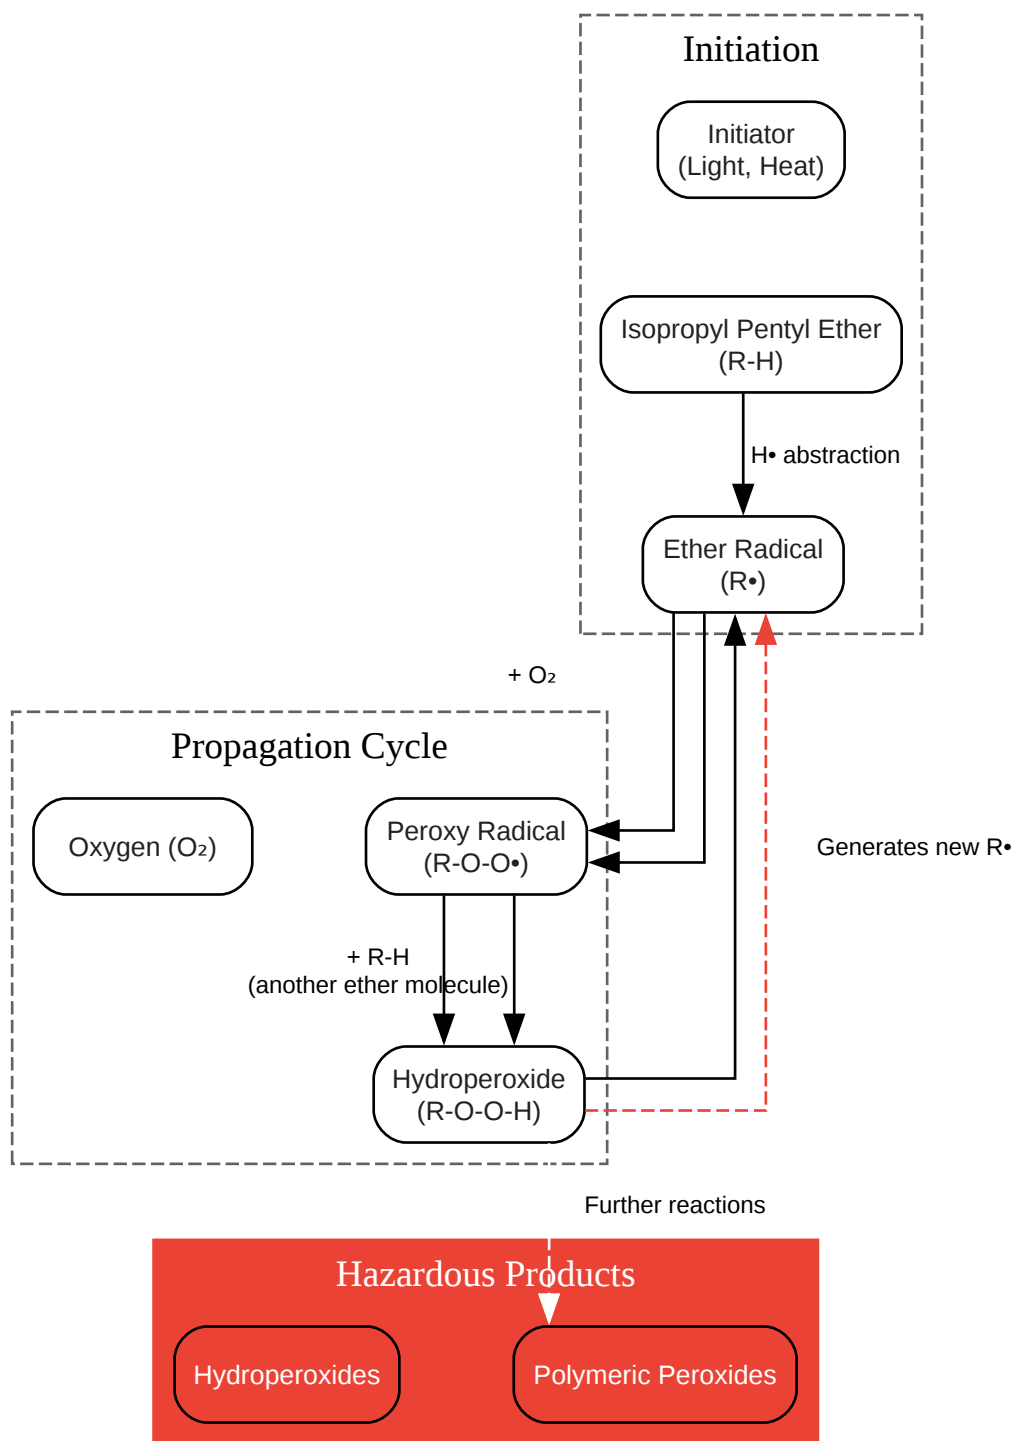 Initiation
Initiator
(Light, Heat)
Isopropyl Pentyl Ether
(R-H)
H• abstraction
Ether Radical
(R•)
+ O₂
Propagation Cycle
Oxygen (O₂)
Peroxy Radical
(R-O-O•)
Generates new R•
+ R-H
(another ether molecule)
Hydroperoxide
(R-O-O-H)
Further reactions
Hazardous Products
Hydroperoxides
Polymeric Peroxides